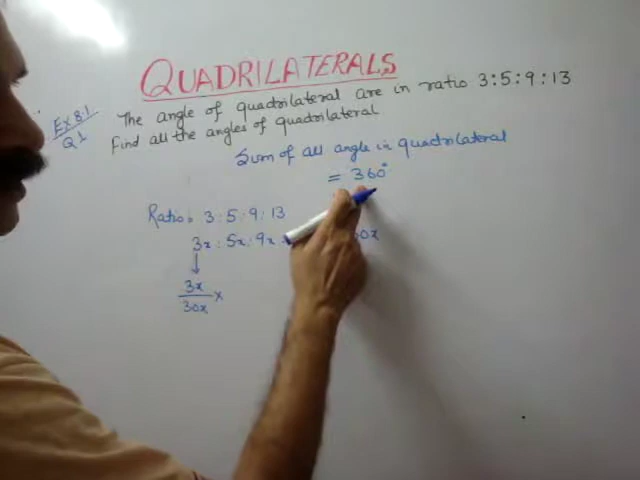 QUADRILATERALS
Ex 8.1
Q1
The angle of quadrilateral are in ratio 3:5:9:13
Find all the angles of quadrilateral
Sum of all angle in quadrilateral
= 360°
Ratio: 3:5:9:13
3x : 5x : 9x 30x
3x
30x ×